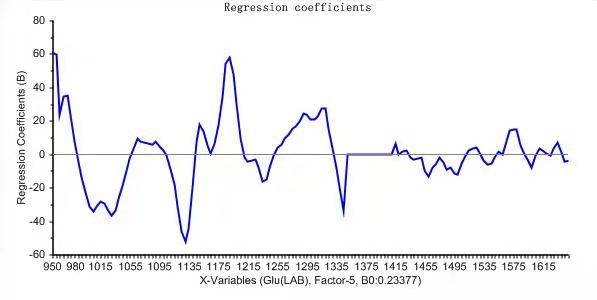 Regression coefficients
80
60
40
20
0
-20
-40
-60
Regression Coefficients (B)
950 980 1015 1055 1095 1135 1175 1215 1255 1295 1335 1375 1415 1455 1495 1535 1575 1615
X-Variables (Glu(LAB), Factor-5, B0:0.23377)